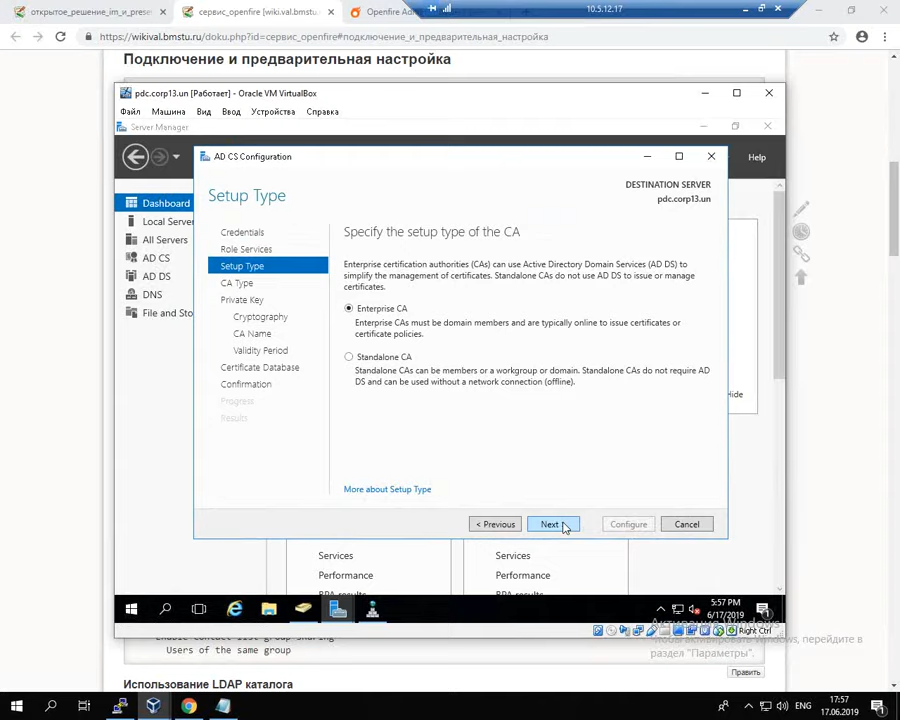 открытое_решение_im_и_presen
сервис_openfire [wiki.val.bmstu.ru
Openfire Ad
10.5.12.17
https://wikival.bmstu.ru/doku.php?id=сервис_openfire#подключение_и_предварительная_настройка
Подключение и предварительная настройка
pdc.corp13.un [Работает] - Oracle VM VirtualBox
Файл Машина Вид Ввод Устройства Справка
Server Manager
Help
AD CS Configuration
Setup Type
DESTINATION SERVER
pdc.corp13.un
Dashboard
Local Server
All Servers
AD CS
AD DS
DNS
File and Sto
Credentials
Role Services
Setup Type
CA Type
Private Key
Cryptography
CA Name
Validity Period
Certificate Database
Confirmation
Progress
Results
Specify the setup type of the CA
Enterprise certification authorities (CAs) can use Active Directory Domain Services (AD DS) to
simplify the management of certificates. Standalone CAs do not use AD DS to issue or manage
certificates.
Enterprise CA
Enterprise CAs must be domain members and are typically online to issue certificates or
certificate policies.
Standalone CA
Standalone CAs can be members or a workgroup or domain. Standalone CAs do not require AD
DS and can be used without a network connection (offline).
Hide
More about Setup Type
< Previous
Next
Configure
Cancel
Services
Performance
BPA results
Services
Performance
5:57 PM
6/17/2019
Right Ctrl
Активация Windows
Чтобы активировать Windows, перейдите в
раздел "Параметры".
Enable contact list group sharing
Users of the same group
Править
Использование LDAP каталога
ENG
17:57
17.06.2019